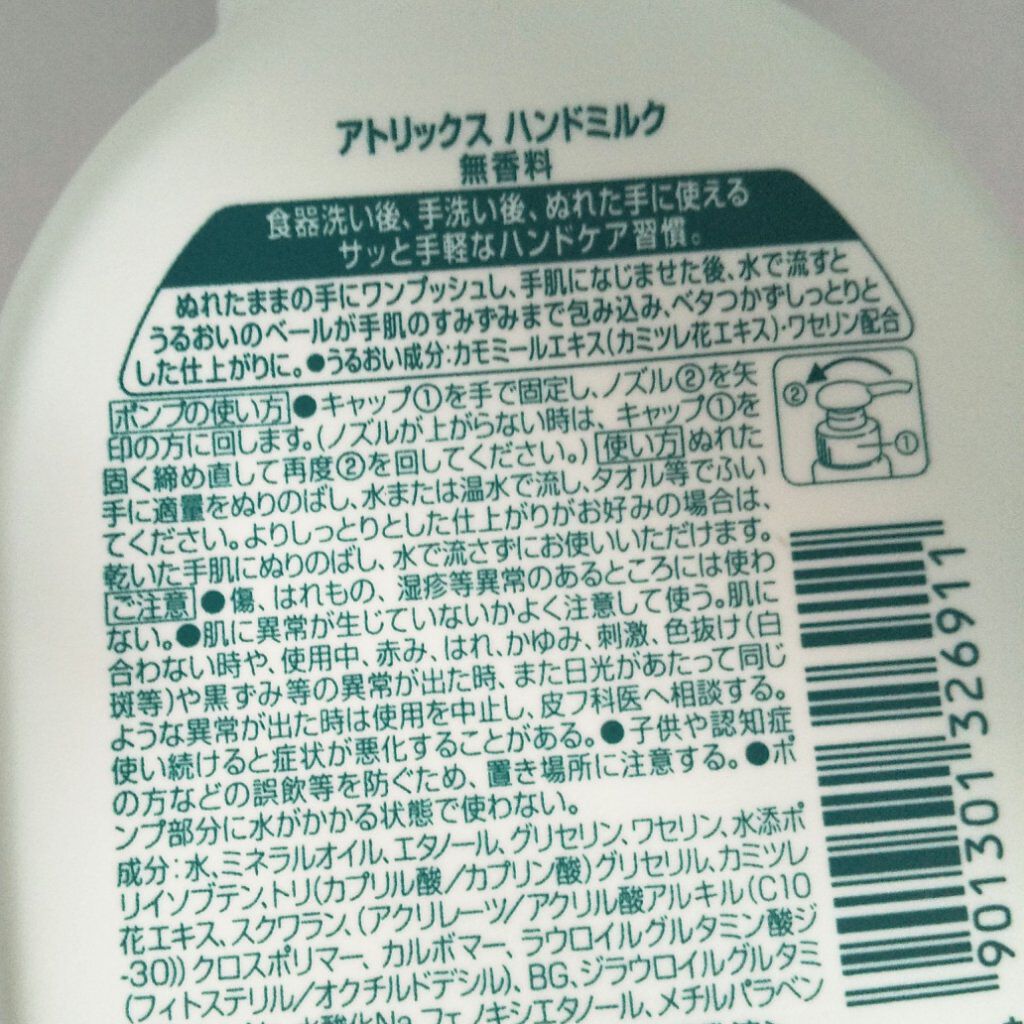 アトリックス ハンドミルク
無香料
食器洗い後、手洗い後、ぬれた手に使える
サッと手軽なハンドケア習慣。
ぬれたままの手にワンプッシュし、手肌になじませた後、水で流すと
うるおいのベールが手肌のすみずみまで包み込み、ベタつかずしっとりと
した仕上がりに。●うるおい成分:カモミールエキス(カミツレ花エキス)・ワセリン配合
ポンプの使い方●キャップ①を手で固定し、ノズル②を矢
印の方に回します。(ノズルが上がらない時は、キャップ①を
固く締め直して再度②を回してください。)使い方 ぬれた
手に適量をぬりのばし、水または温水で流し、タオル等でふい
てください。よりしっとりとした仕上がりがお好みの場合は、
乾いた手肌にぬりのばし、水で流さずにお使いいただけます。
ご注意●傷、はれもの、湿疹等異常のあるところには使わ
ない。●肌に異常が生じていないかよく注意して使う。肌に
合わない時や、使用中、赤み、はれ、かゆみ、刺激、色抜け(白
斑等)や黒ずみ等の異常が出た時、また日光があたって同じ
ような異常が出た時は使用を中止し、皮フ科医へ相談する。
使い続けると症状が悪化することがある。●子供や認知症
の方などの誤飲等を防ぐため、置き場所に注意する。●ポ
ンプ部分に水がかかる状態で使わない。
成分:水、ミネラルオイル、エタノール、グリセリン、ワセリン、水添ポ
リイソブテン、トリ(カプリル酸/カプリン酸)グリセリル、カミツレ
花エキス、スクワラン、(アクリレーツ/アクリル酸アルキル(C10
-30))クロスポリマー、カルボマー、ラウロイルグルタミン酸ジ
(フィトステリル/オクチルドデシル)、BG、ジラウロイルグルタミ
酸化Na、フェノキシエタノール、メチルパラベン
②
①
901301326911